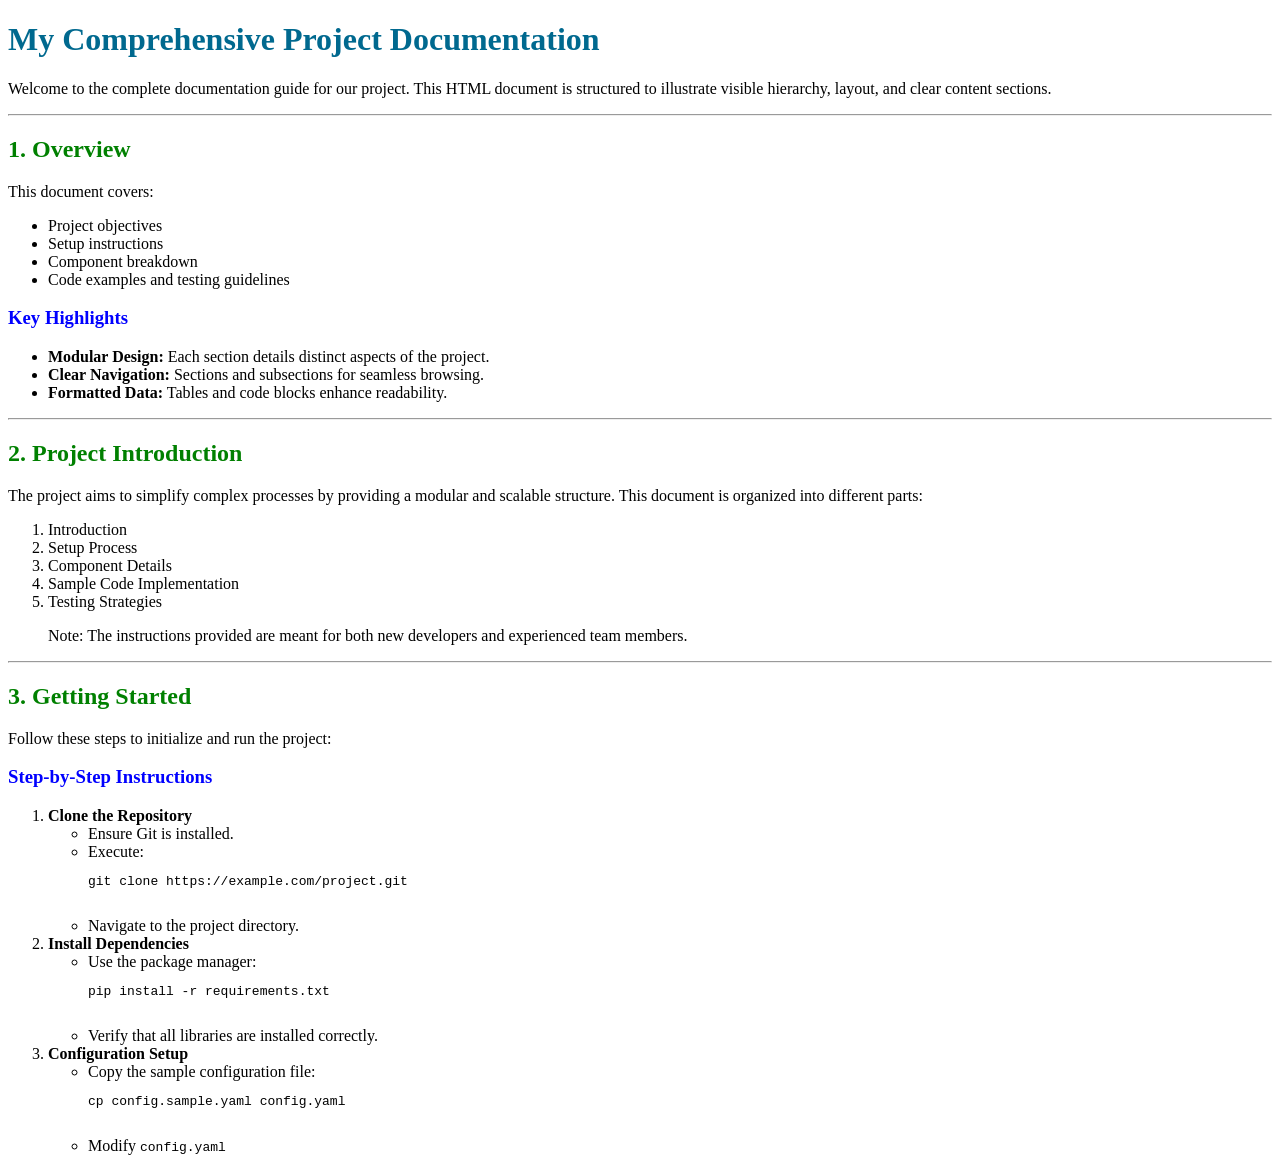 My Comprehensive Project Documentation
Welcome to the complete documentation guide for our project. This HTML document is structured to illustrate visible hierarchy, layout, and clear content sections.
1. Overview
This document covers:
• Project objectives
• Setup instructions
• Component breakdown
• Code examples and testing guidelines
Key Highlights
• Modular Design: Each section details distinct aspects of the project.
• Clear Navigation: Sections and subsections for seamless browsing.
• Formatted Data: Tables and code blocks enhance readability.
2. Project Introduction
The project aims to simplify complex processes by providing a modular and scalable structure. This document is organized into different parts:
1. Introduction
2. Setup Process
3. Component Details
4. Sample Code Implementation
5. Testing Strategies
Note: The instructions provided are meant for both new developers and experienced team members.
3. Getting Started
Follow these steps to initialize and run the project:
Step-by-Step Instructions
1. Clone the Repository
◦ Ensure Git is installed.
◦ Execute:
git clone https://example.com/project.git
◦ Navigate to the project directory.
2. Install Dependencies
◦ Use the package manager:
pip install -r requirements.txt
◦ Verify that all libraries are installed correctly.
3. Configuration Setup
◦ Copy the sample configuration file:
cp config.sample.yaml config.yaml
◦ Modify config.yaml